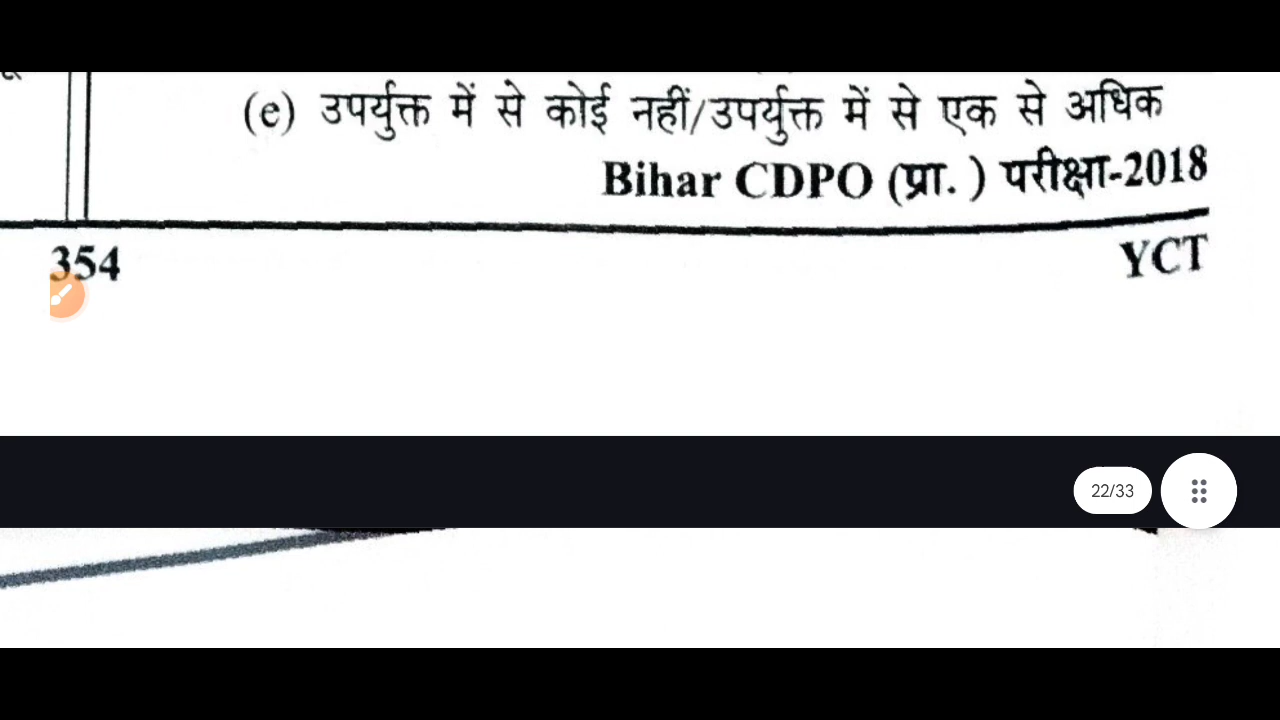 (e) उपर्युक्त में से कोई नहीं/उपर्युक्त में से एक से अधिक
Bihar CDPO (प्रा. ) परीक्षा-2018
354
YCT
22/33